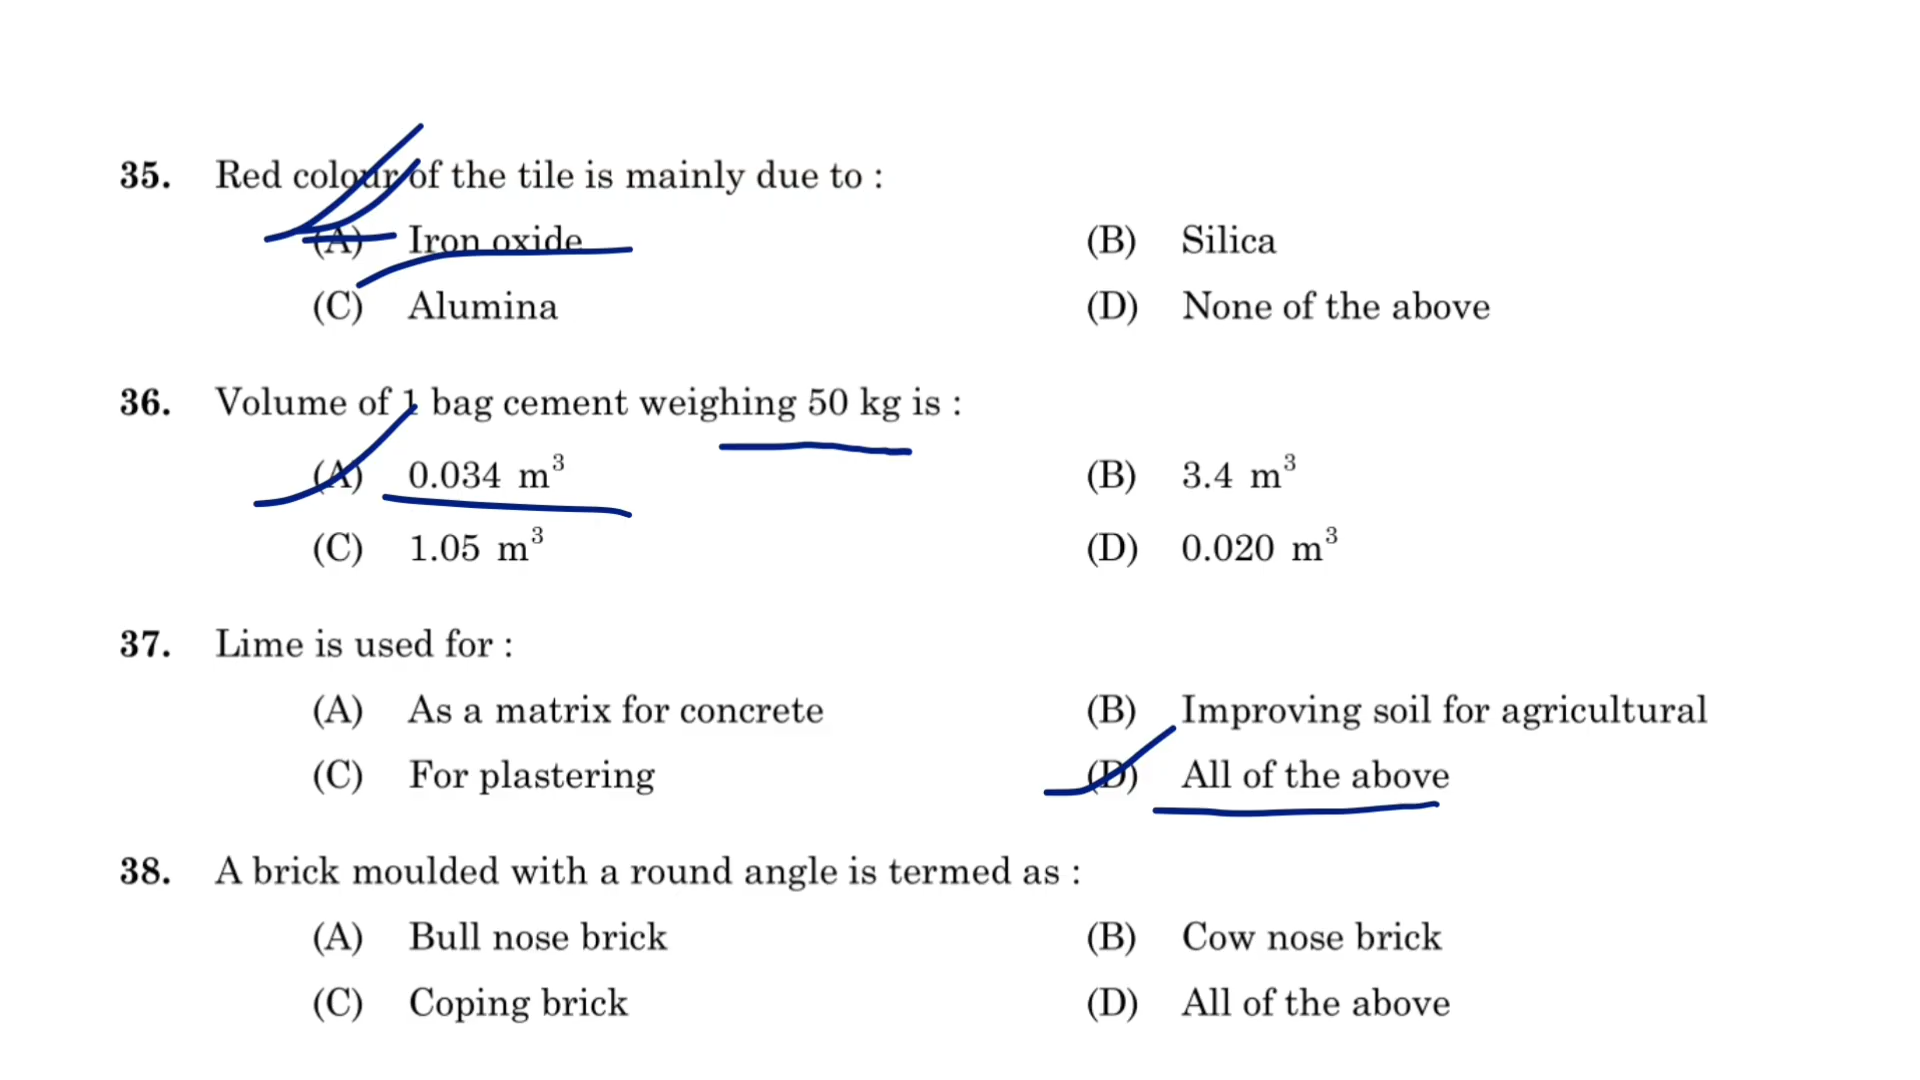 35. Red colour of the tile is mainly due to :
(A) Iron oxide (B) Silica
(C) Alumina (D) None of the above
36. Volume of 1 bag cement weighing 50 kg is :
(A) 0.034 m³ (B) 3.4 m³
(C) 1.05 m³ (D) 0.020 m³
37. Lime is used for :
(A) As a matrix for concrete (B) Improving soil for agricultural
(C) For plastering (D) All of the above
38. A brick moulded with a round angle is termed as :
(A) Bull nose brick (B) Cow nose brick
(C) Coping brick (D) All of the above